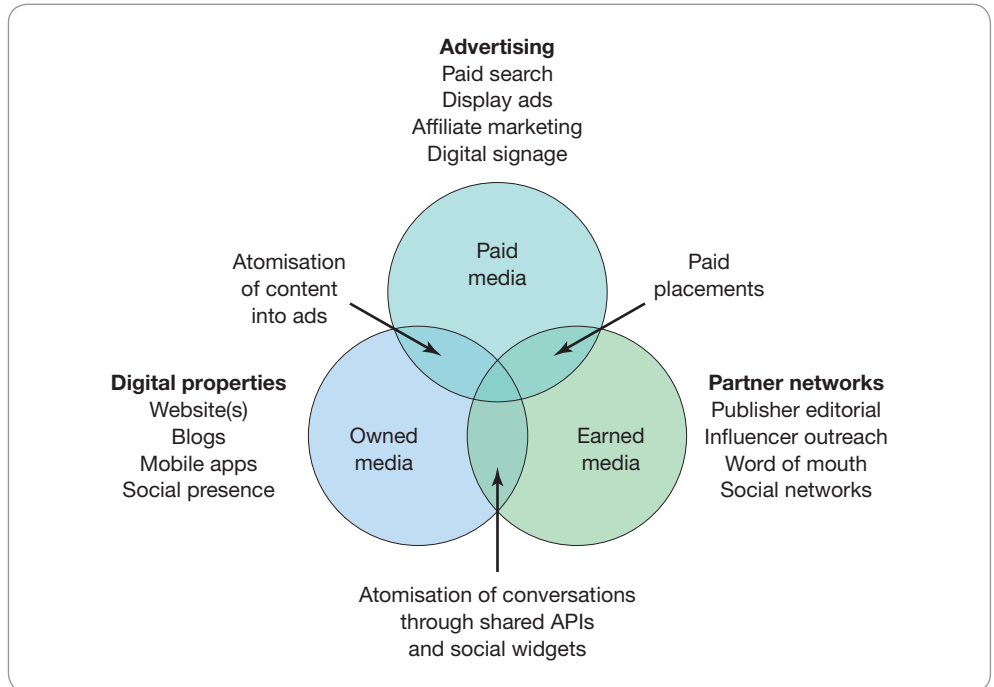 Advertising
Paid search
Display ads
Affiliate marketing
Digital signage
Paid
media
Atomisation
of content
into ads
Paid
placements
Digital properties
Website(s)
Blogs
Mobile apps
Social presence
Owned
media
Earned
media
Partner networks
Publisher editorial
Influencer outreach
Word of mouth
Social networks
Atomisation of conversations
through shared APIs
and social widgets